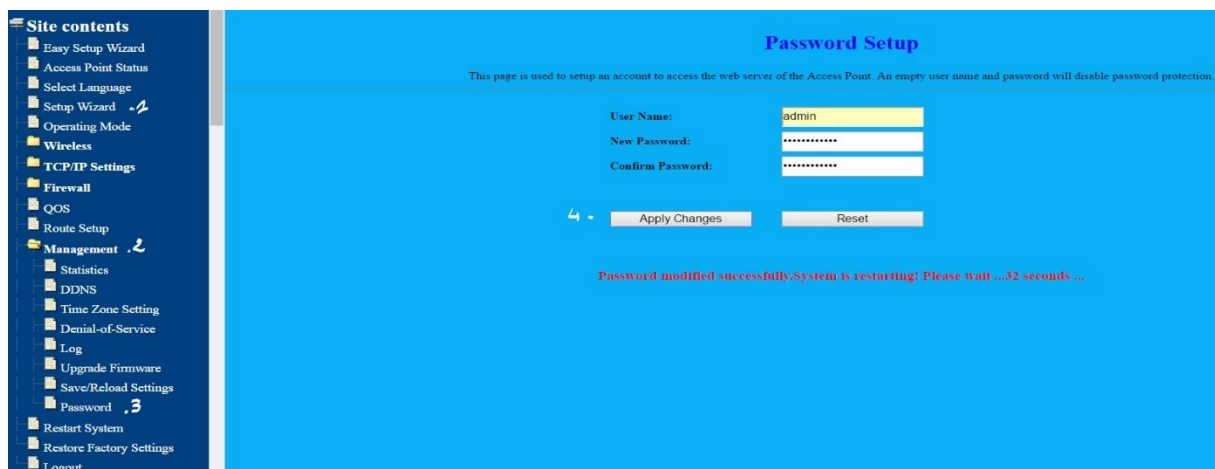 Site contents
Easy Setup Wizard
Access Point Status
Select Language
Setup Wizard .1
Operating Mode
Wireless
TCP/IP Settings
Firewall
QOS
Route Setup
Management .2
Statistics
DDNS
Time Zone Setting
Denial-of-Service
Log
Upgrade Firmware
Save/Reload Settings
Password .3
Restart System
Restore Factory Settings
Logout
Password Setup
This page is used to setup an account to access the web server of the Access Point. An empty user name and password will disable password protection.
User Name: admin
New Password: ••••••••••••
Confirm Password: ••••••••••••
4. Apply Changes Reset
Password modified successfully.System is restarting! Please wait ...32 seconds ...